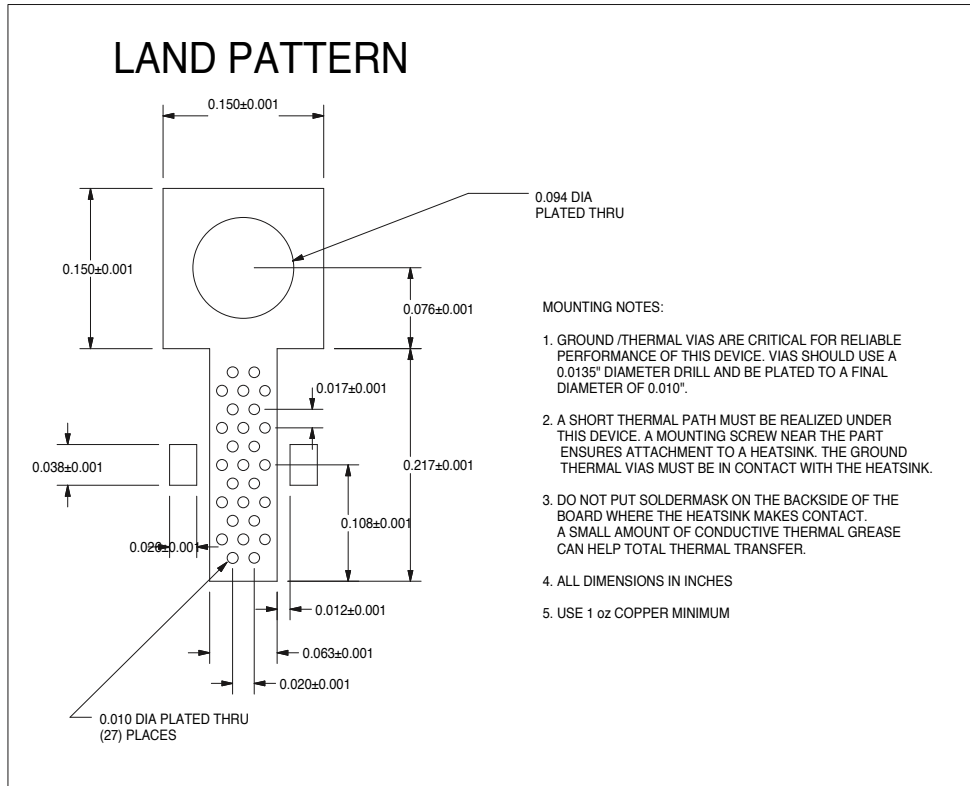 LAND PATTERN
0.150±0.001
0.094 DIA
PLATED THRU
0.150±0.001
0.076±0.001
MOUNTING NOTES:
1. GROUND /THERMAL VIAS ARE CRITICAL FOR RELIABLE
PERFORMANCE OF THIS DEVICE. VIAS SHOULD USE A
0.0135" DIAMETER DRILL AND BE PLATED TO A FINAL
DIAMETER OF 0.010".
2. A SHORT THERMAL PATH MUST BE REALIZED UNDER
THIS DEVICE. A MOUNTING SCREW NEAR THE PART
ENSURES ATTACHMENT TO A HEATSINK. THE GROUND
THERMAL VIAS MUST BE IN CONTACT WITH THE HEATSINK.
3. DO NOT PUT SOLDERMASK ON THE BACKSIDE OF THE
BOARD WHERE THE HEATSINK MAKES CONTACT.
A SMALL AMOUNT OF CONDUCTIVE THERMAL GREASE
CAN HELP TOTAL THERMAL TRANSFER.
4. ALL DIMENSIONS IN INCHES
5. USE 1 oz COPPER MINIMUM
0.017±0.001
0.038±0.001
0.217±0.001
0.108±0.001
0.026±0.001
0.012±0.001
0.063±0.001
0.020±0.001
0.010 DIA PLATED THRU
(27) PLACES